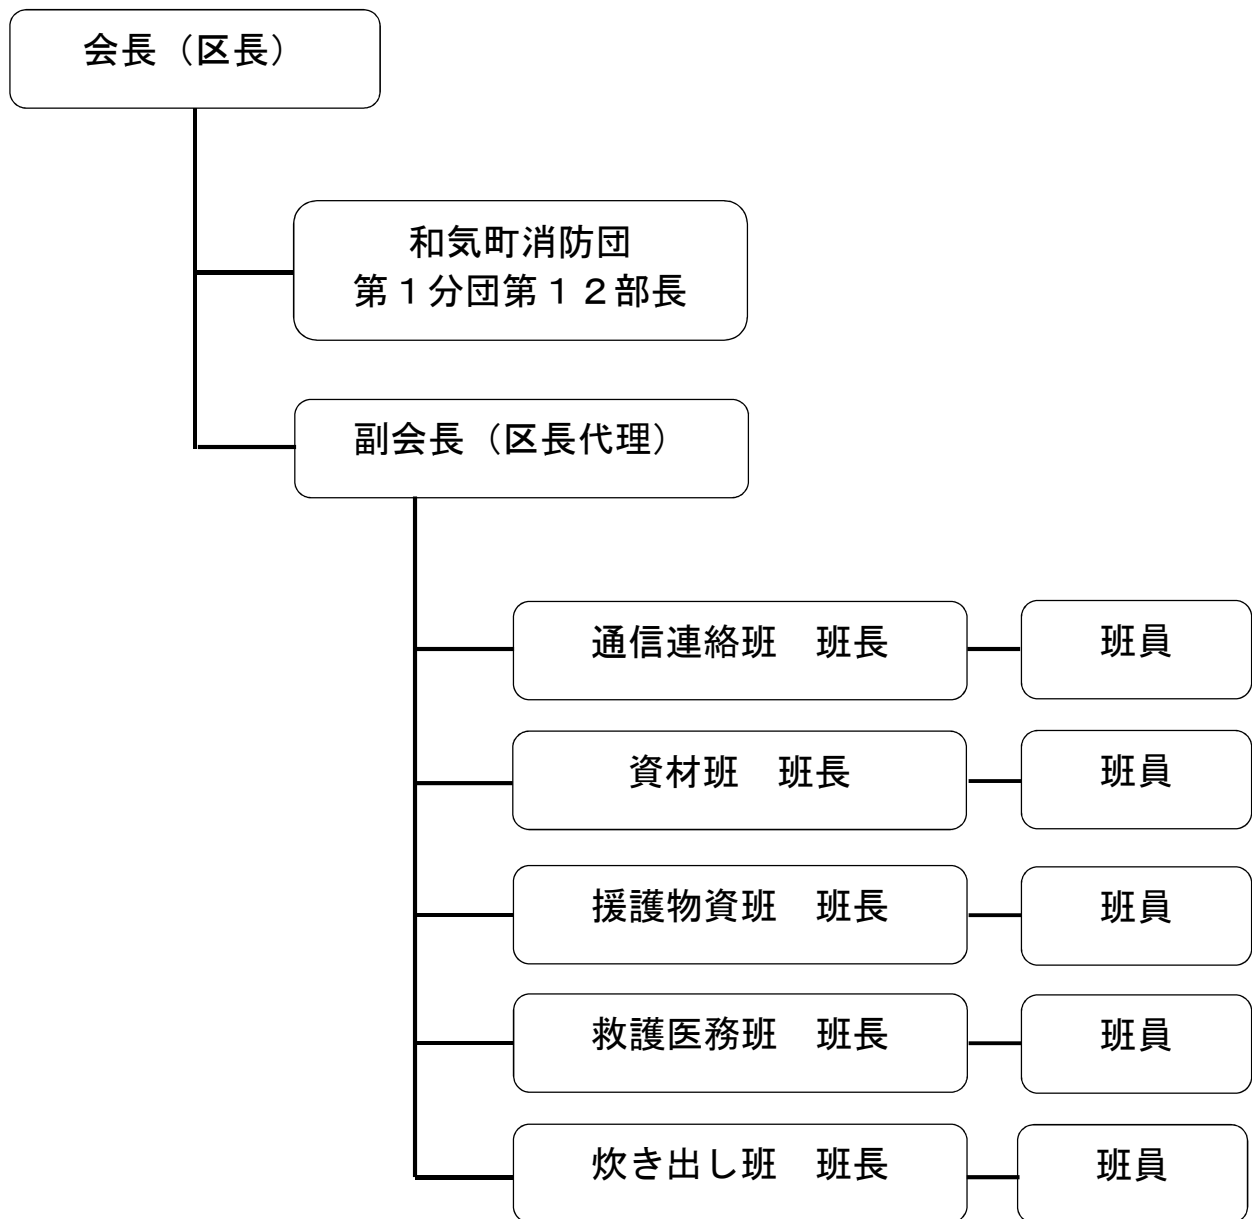 会長（区長）
和気町消防団
第１分団第１２部長
副会長（区長代理）
通信連絡班　班長
班員
資材班　班長
班員
援護物資班　班長
班員
救護医務班　班長
班員
炊き出し班　班長
班員